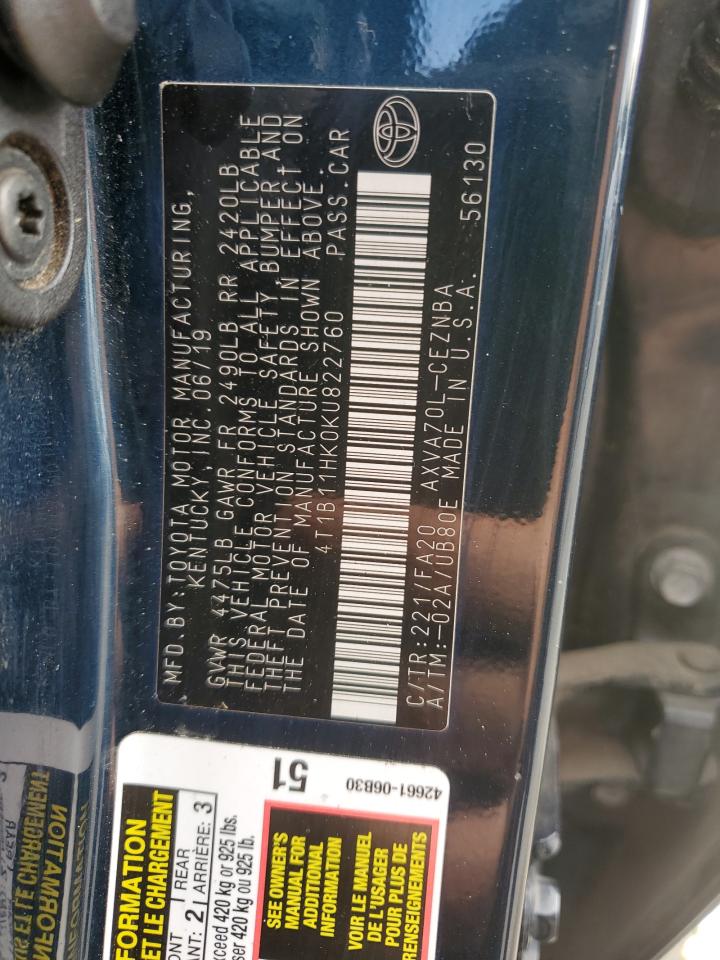 MFD.BY:TOYOTA MOTOR MANUFACTURING,
KENTUCKY, INC. 06/19
GVWR 4475LB GAWR FR 2490LB RR 2420LB
THIS VEHICLE CONFORMS TO ALL APPLICABLE
FEDERAL MOTOR VEHICLE SAFETY, BUMPER, AND
THEFT PREVENTION STANDARDS IN EFFECT ON
THE DATE OF MANUFACTURE SHOWN ABOVE.
4T1B11HK0KU822760 PASS.CAR
C/TR:221/FA20 AXVA70L-CEZNBA
A/TM:-02A/UB80E MADE IN U.S.A. 56130
51
42661-06B30
FORMATION
ET LE CHARGEMENT
ONT 1 REAR
ANT: 2 ARRIÈRE: 3
xceed 420 kg or 925 lbs.
ser 420 kg ou 925 lb.
SEE OWNER'S
MANUAL FOR
ADDITIONAL
INFORMATION
VOIR LE MANUEL
DE L'USAGER
POUR PLUS DE
RENSEIGNEMENTS